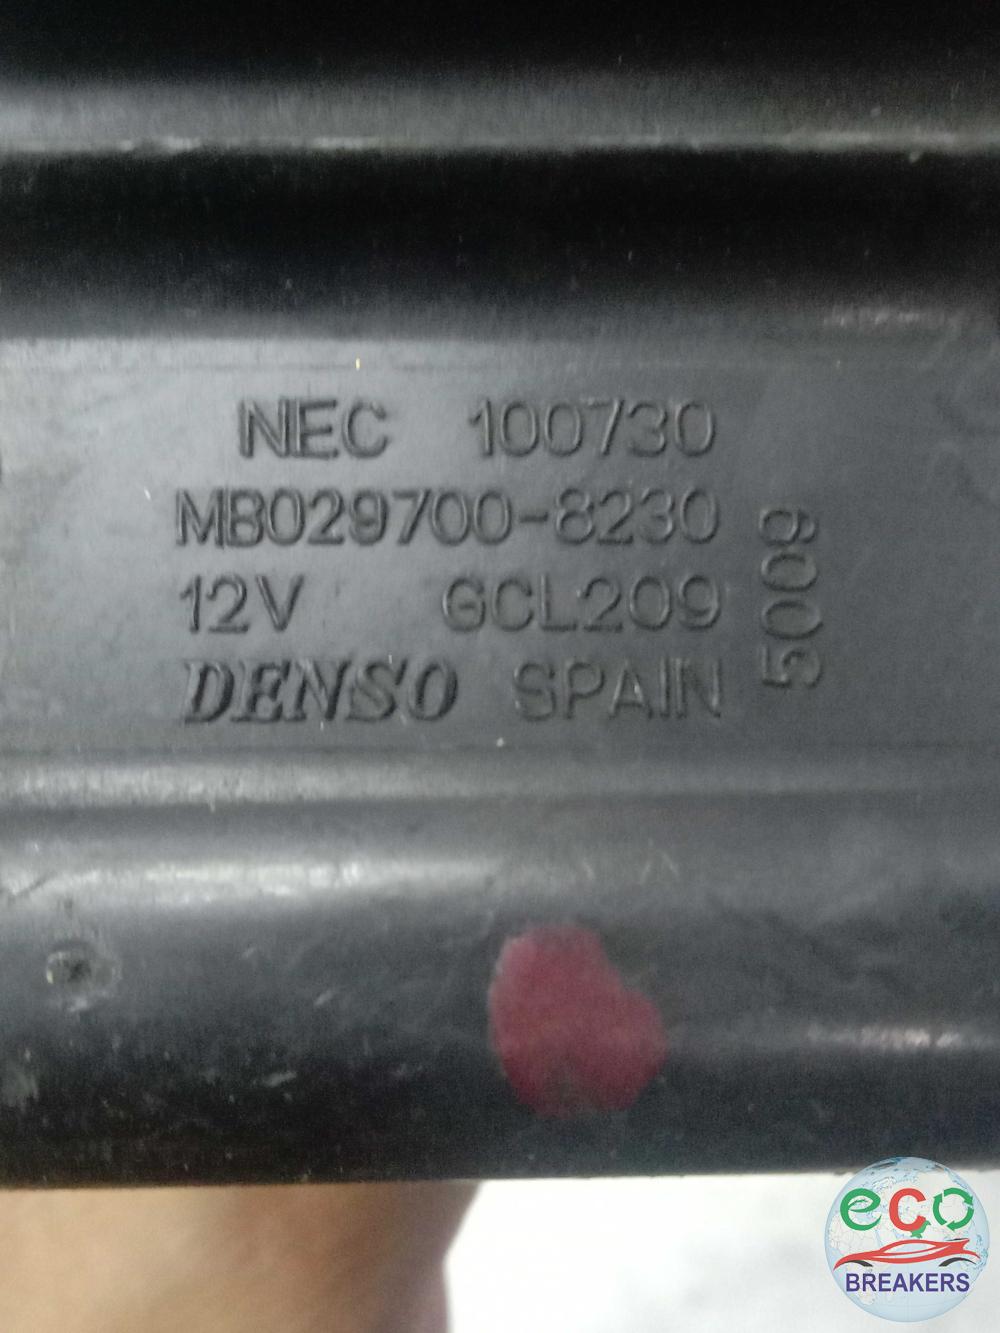 NEC 100730
MB029700-8230
12V GCL209
DENSO SPAIN
5009
eco
BREAKERS